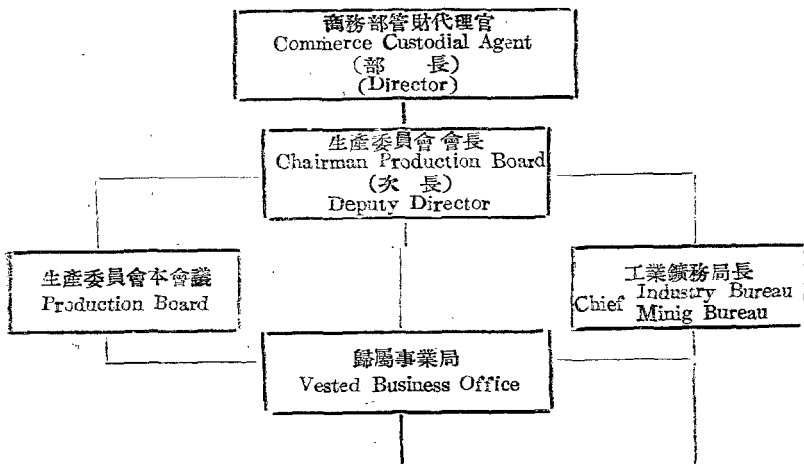 商務部管財代理官
Commerce Custodial Agent
(部 長)
(Director)
生產委員會會長
Chairman Production Board
(次 長)
Deputy Director
生產委員會本會議
Production Board
工業鑛務局長
Chief Industry Bureau
Minig Bureau
歸屬事業局
Vested Business Office